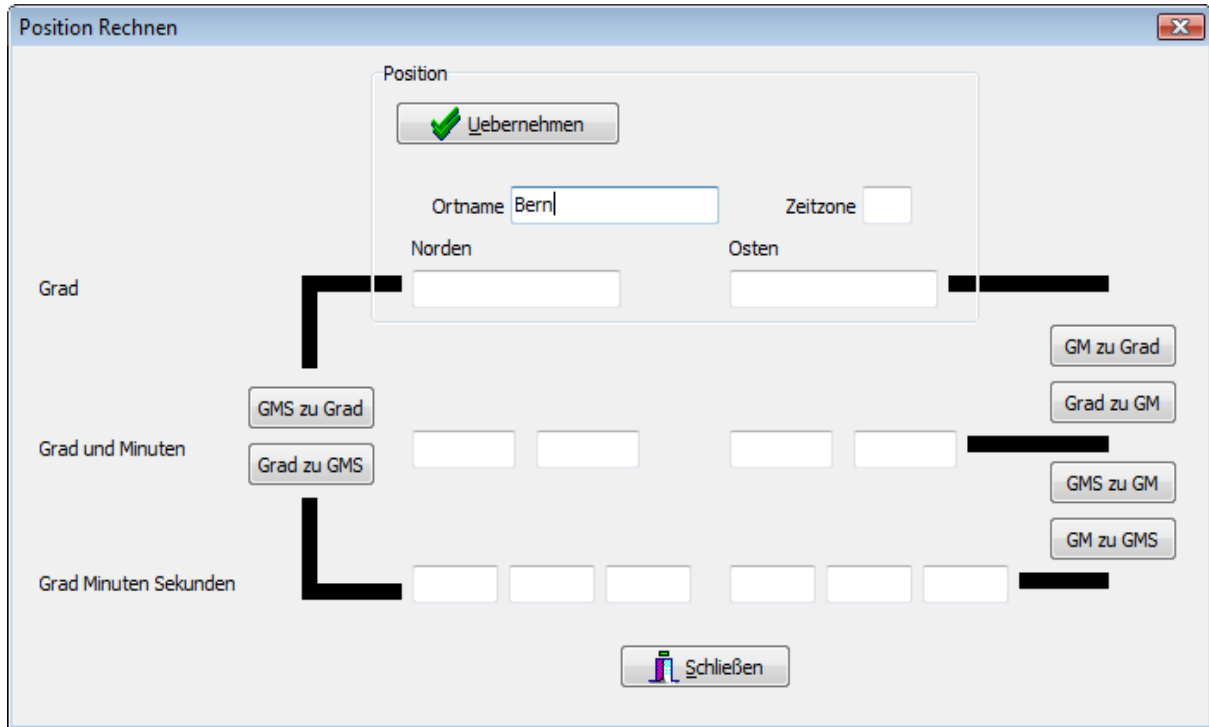 Position Rechnen
Position
Uebernehmen
Ortname Bern Zeitzone
Norden Osten
Grad
GM zu Grad
GMS zu Grad Grad zu GM
Grad und Minuten
Grad zu GMS
GMS zu GM
GM zu GMS
Grad Minuten Sekunden
Schließen